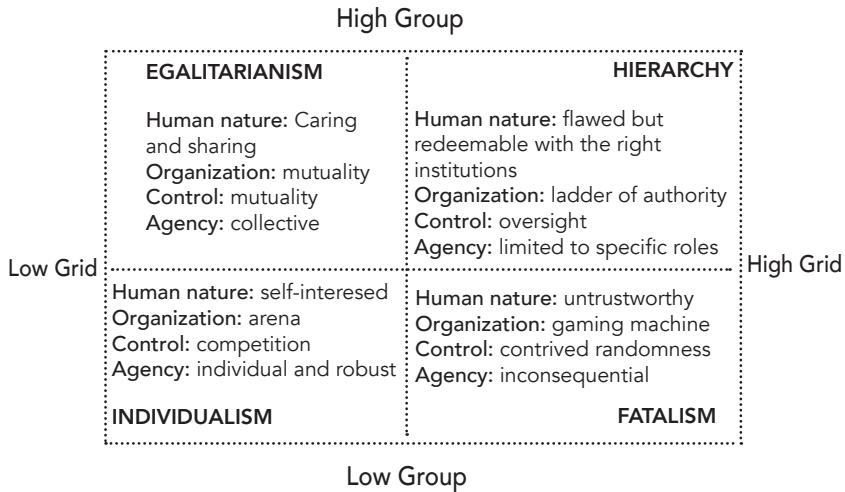 High Group
EGALITARIANISM
Human nature: Caring
and sharing
Organization: mutuality
Control: mutuality
Agency: collective
HIERARCHY
Human nature: flawed but
redeemable with the right
institutions
Organization: ladder of authority
Control: oversight
Agency: limited to specific roles
Low Grid
High Grid
Human nature: self-interesed
Organization: arena
Control: competition
Agency: individual and robust
INDIVIDUALISM
Human nature: untrustworthy
Organization: gaming machine
Control: contrived randomness
Agency: inconsequential
FATALISM
Low Group